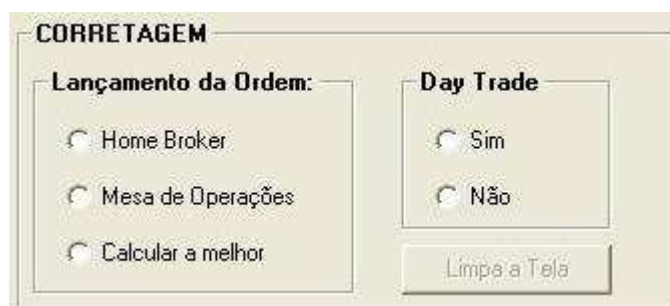 CORRETAGEM
Lançamento da Ordem:
Home Broker
Mesa de Operações
Calcular a melhor
Day Trade
Sim
Não
Limpa a Tela